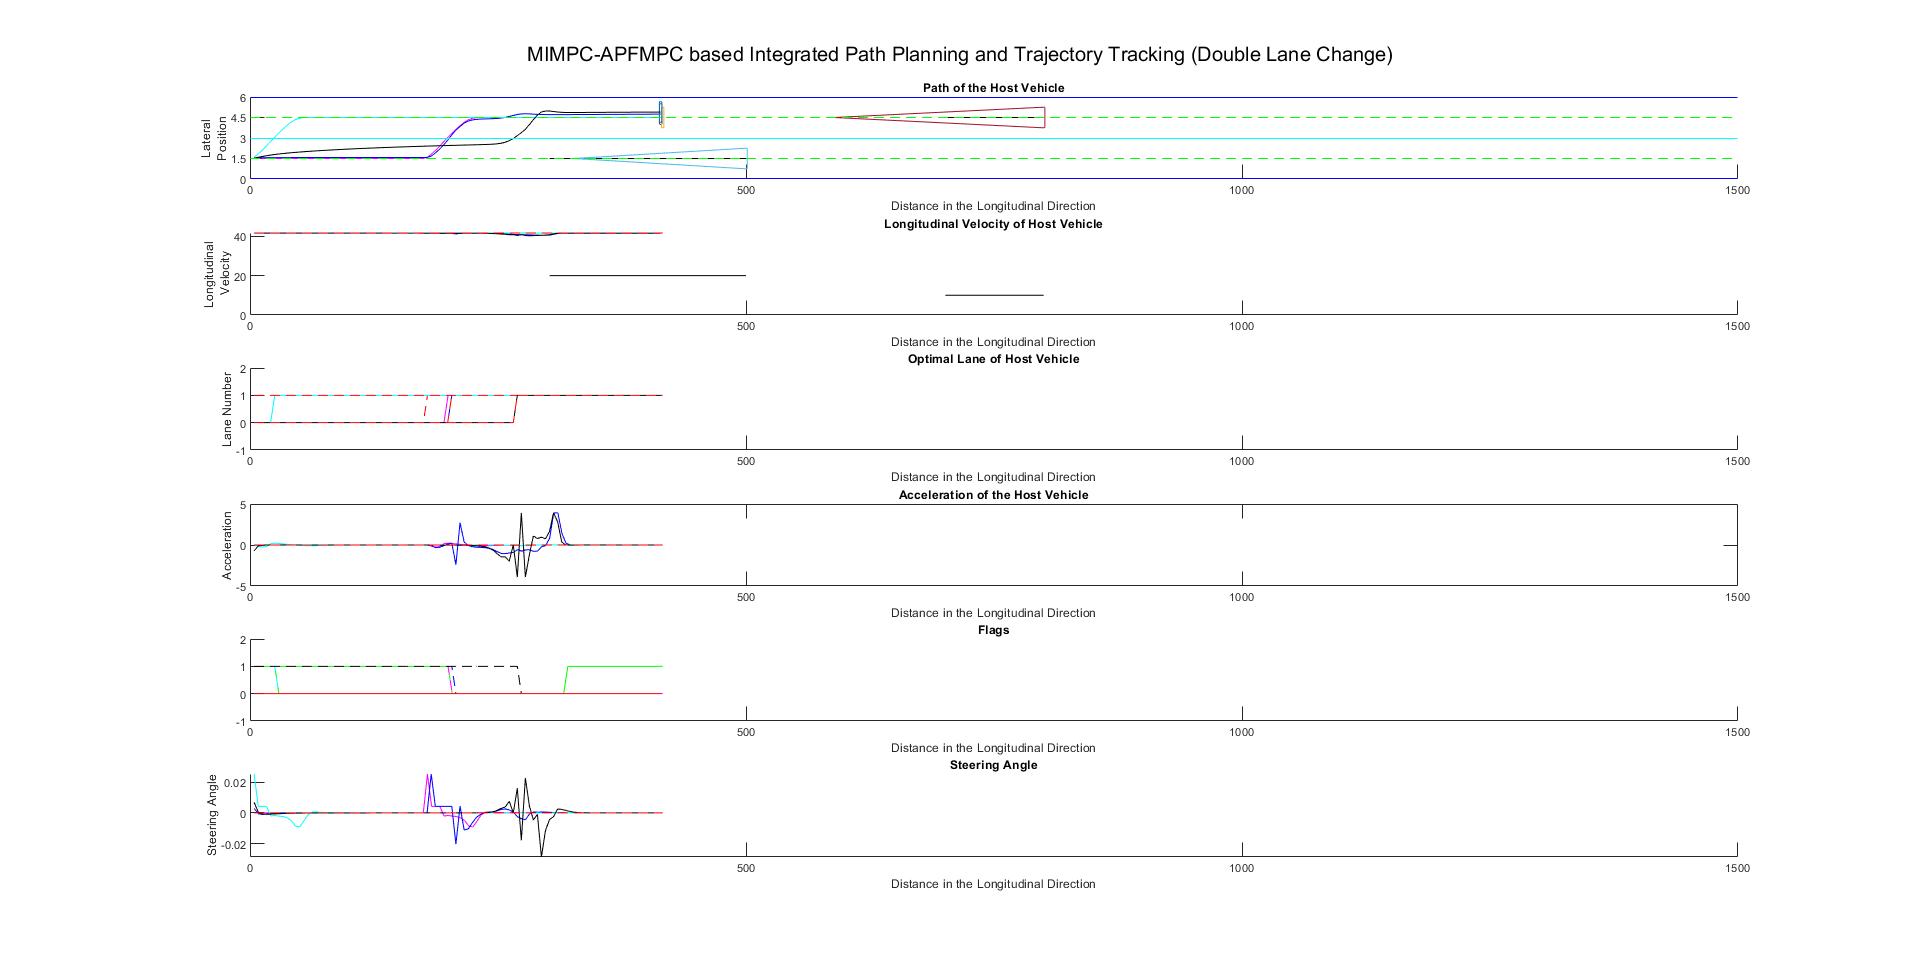 MIMPC-APFMPC based Integrated Path Planning and Trajectory Tracking (Double Lane Change)
Path of the Host Vehicle
Lateral
Position
6
4.5
3
1.5
0
0 500 1000 1500
Distance in the Longitudinal Direction
Longitudinal Velocity of Host Vehicle
Longitudinal
Velocity
40
20
0
0 500 1000 1500
Distance in the Longitudinal Direction
Optimal Lane of Host Vehicle
Lane Number
2
1
0
-1
0 500 1000 1500
Distance in the Longitudinal Direction
Acceleration of the Host Vehicle
Acceleration
5
0
-5
0 500 1000 1500
Distance in the Longitudinal Direction
Flags
2
1
0
-1
0 500 1000 1500
Distance in the Longitudinal Direction
Steering Angle
Steering Angle
0.02
0
-0.02
0 500 1000 1500
Distance in the Longitudinal Direction